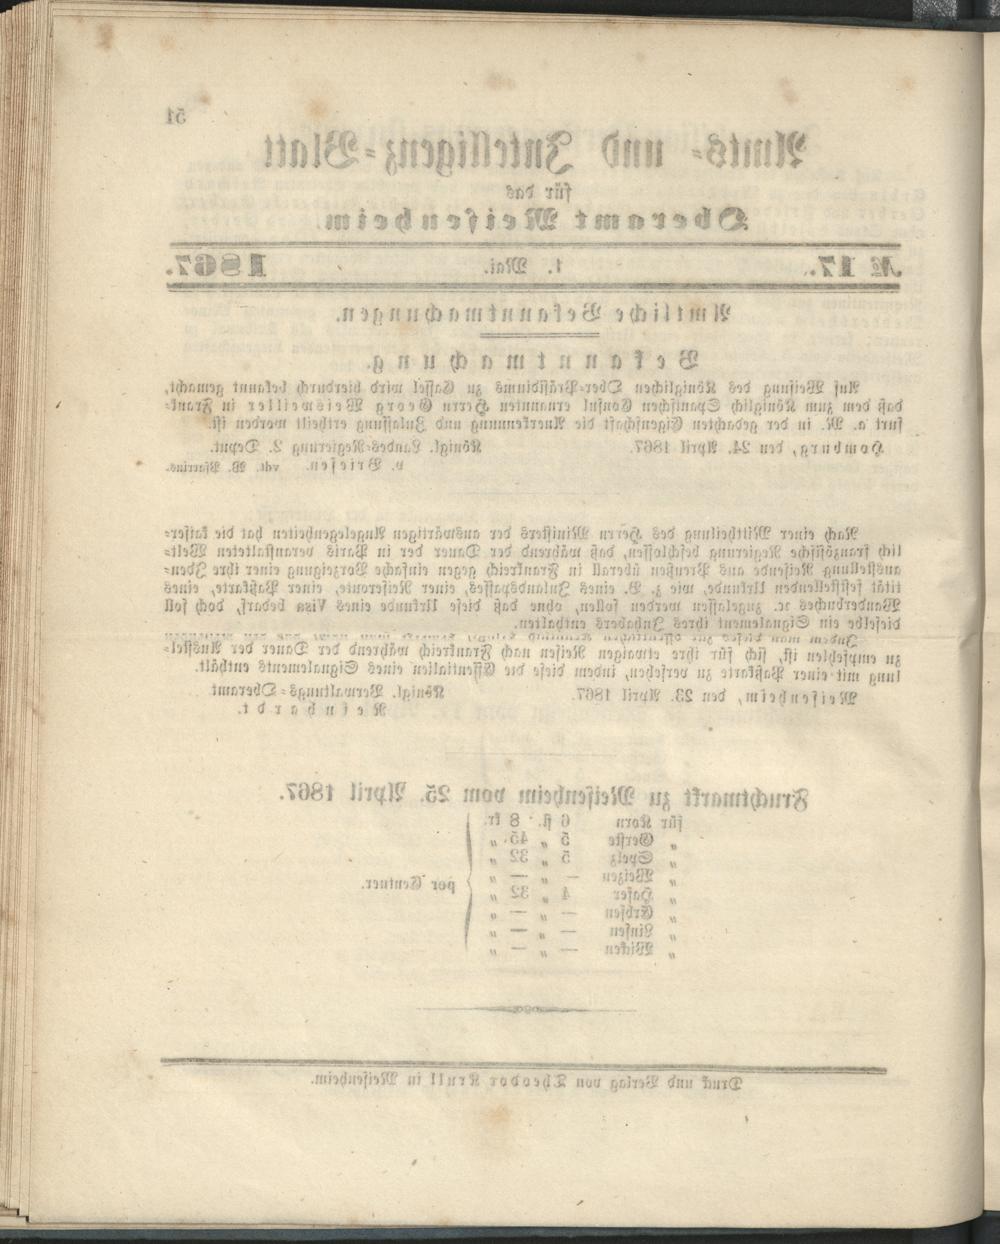 51
Amts- und Intelligenz-Blatt
für das
Oberamt Meisenheim.
№ 17. 1. Mai. 1867.
Amtliche Bekanntmachungen.
Bekanntmachung.
Auf Weisung des Königlichen Ober-Präsidiums zu Cassel wird hierdurch bekannt gemacht,
daß dem zum Königlich Spanischen Consul ernannten Herrn Georg Weisweiller in Frank-
furt a. M. in der gedachten Eigenschaft die Anerkennung und Zulassung ertheilt worden ist.
Homburg, den 24. April 1867. Königl. Landes-Regierung 2. Deput.
v. Briesen. vdt. W. Pfarrius.
Nach einer Mittheilung des Herrn Ministers der auswärtigen Angelegenheiten hat die kaiser-
lich französische Regierung beschlossen, daß während der Dauer der in Paris veranstalteten Welt-
ausstellung Reisende aus Preußen überall in Frankreich gegen einfache Vorzeigung einer ihre Iden-
tität feststellenden Urkunde, wie z. B. eines Inlandspasses, einer Reiseroute, einer Paßkarte, eines
Wanderbuches ꝛc. zugelassen werden sollen, ohne daß diese Urkunde eines Visa bedarf, doch soll
dieselbe ein Signalement ihres Inhabers enthalten.
Indem man dieses zur öffentlichen Kenntniß
zu empfehlen ist, sich für ihre etwaigen Reisen nach Frankreich während der Dauer der Ausstel-
lung mit einer Paßkarte zu versehen, indem diese die Essentialien eines Signalements enthält.
Meisenheim, den 23. April 1867. Königl. Verwaltungs-Oberamt
Reinhardt.
Fruchtmarkt zu Meisenheim vom 25. April 1867.
für Korn 6 fl. 8 kr.
„ Gerste 5 „ 45 „
„ Spelz 5 „ 32 „
„ Weizen — „ — „
„ Hafer 4 „ 32 „
„ Erbsen — „ — „
„ Linsen — „ — „
„ Wicken — „ — „
per Centner.
Druck und Verlag von Theodor Krull in Meisenheim.